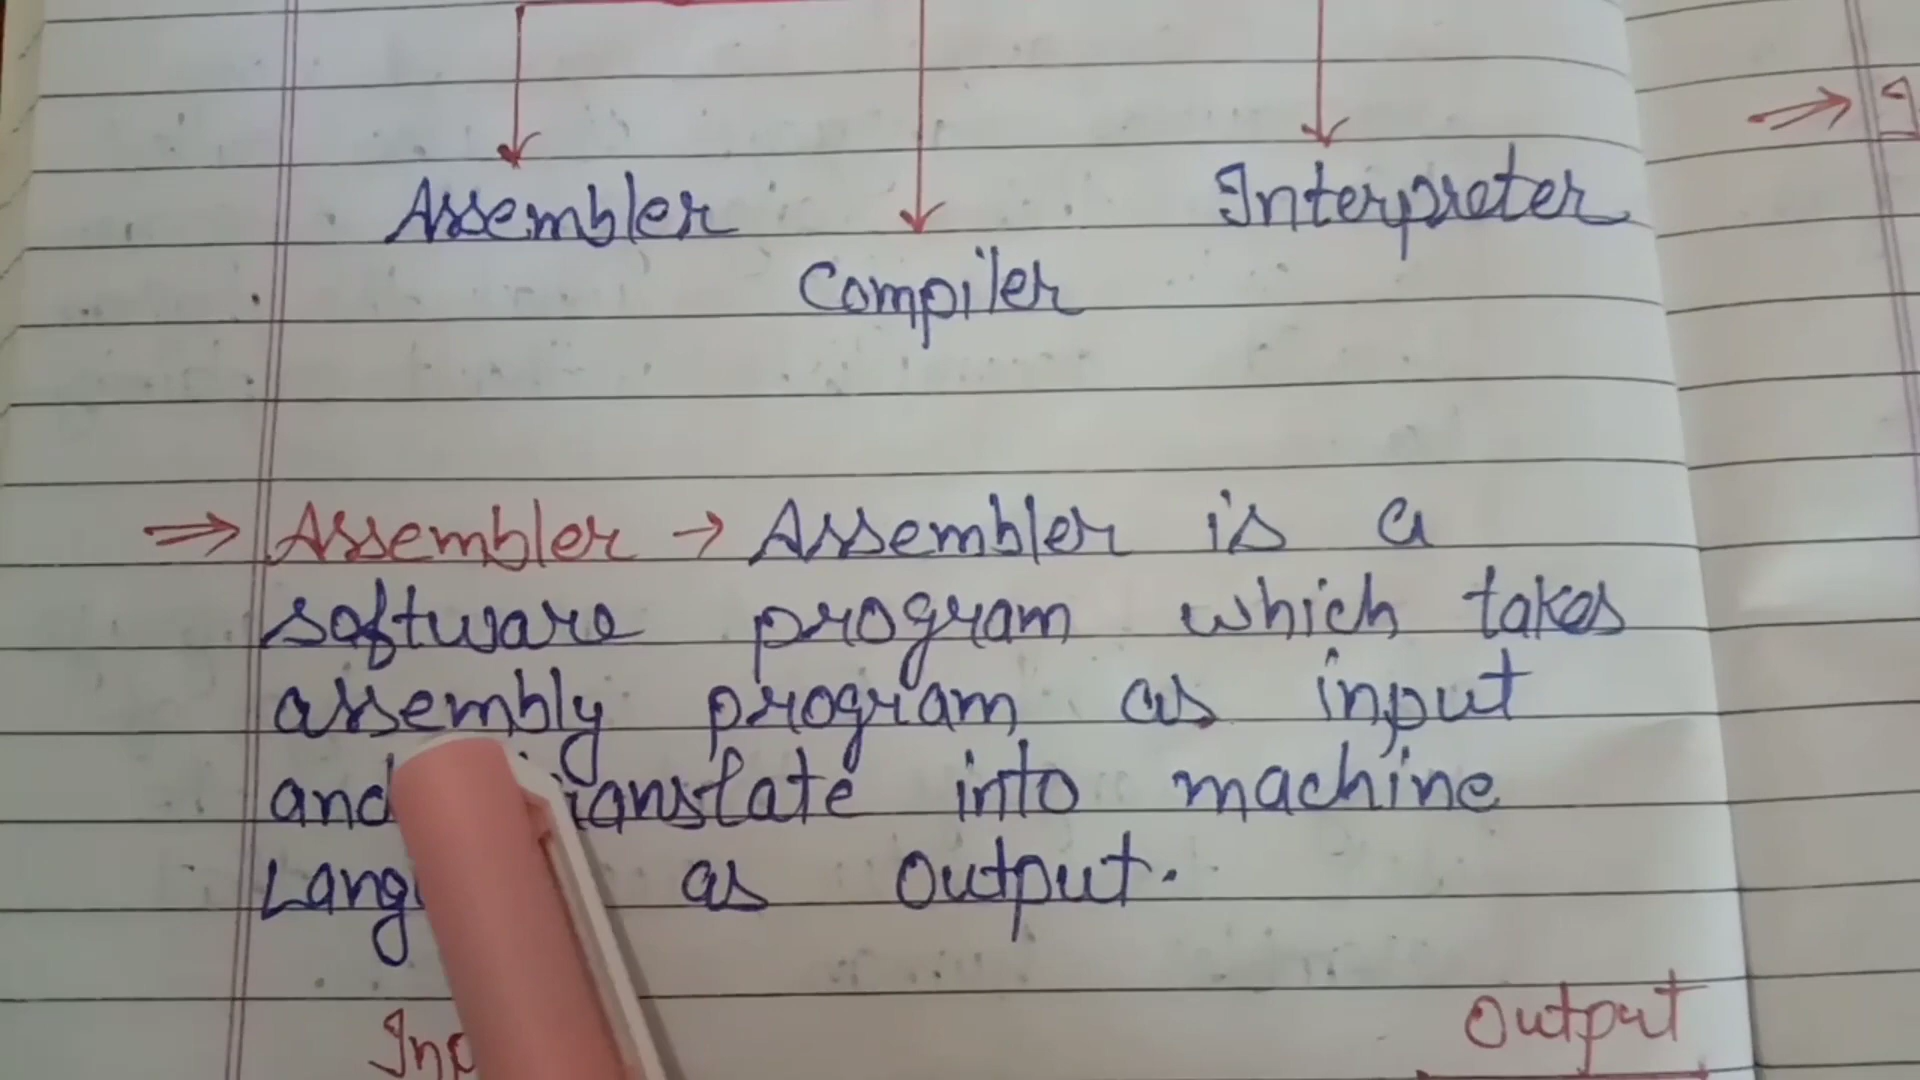 Assembler Interpreter
Compiler
⇒ Assembler → Assembler is a
software program which takes
assembly program as input
and translate into machine
as output.
Output